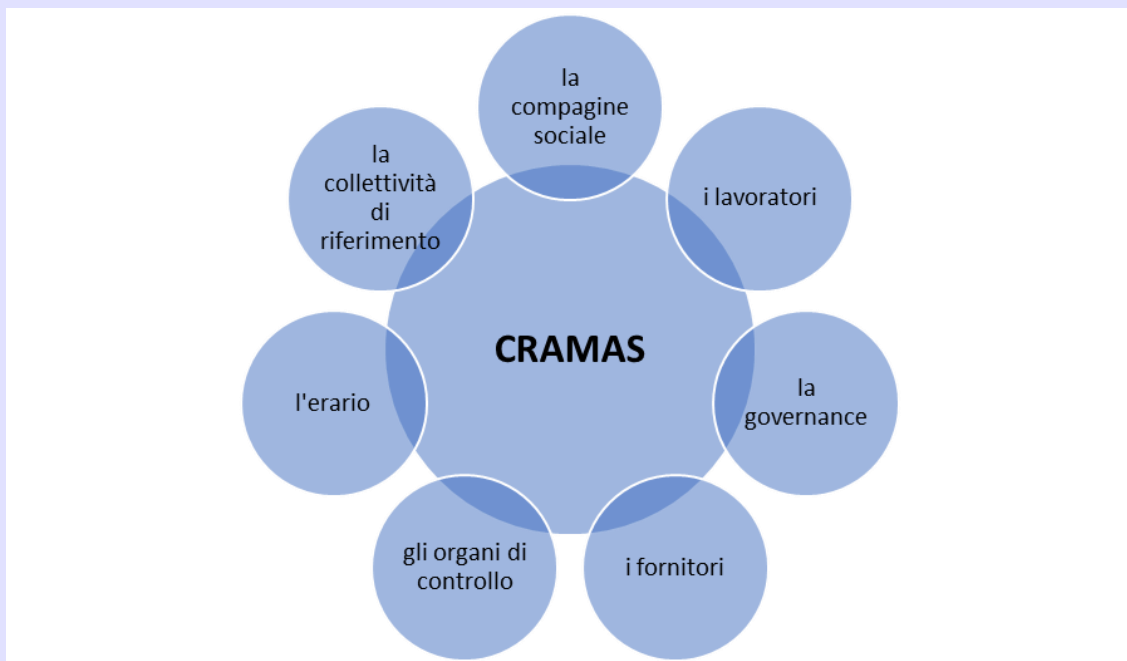 la
compagine
sociale
i lavoratori
la
governance
i fornitori
gli organi di
controllo
l'erario
la
collettività
di
riferimento
CRAMAS